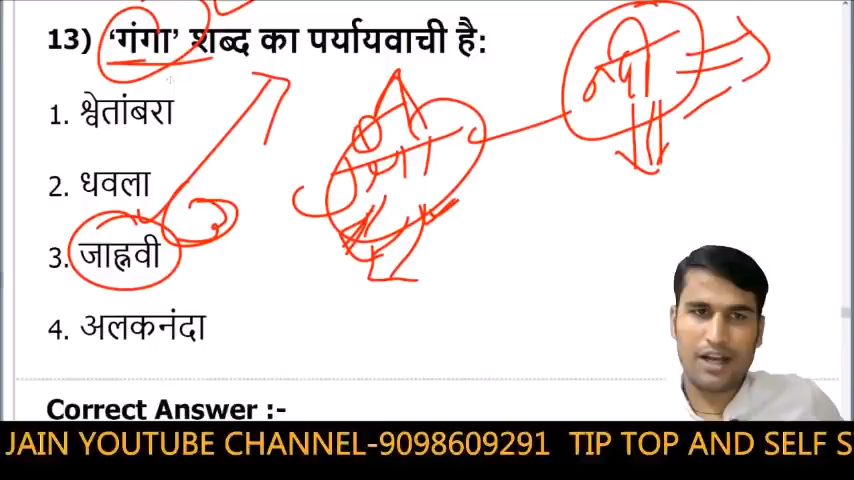 13) ‘गंगा’ शब्द का पर्यायवाची है:
1. श्वेतांबरा
2. धवला
3. जाह्नवी
4. अलकनंदा
नदी
Correct Answer :-
JAIN YOUTUBE CHANNEL-9098609291 TIP TOP AND SELF S